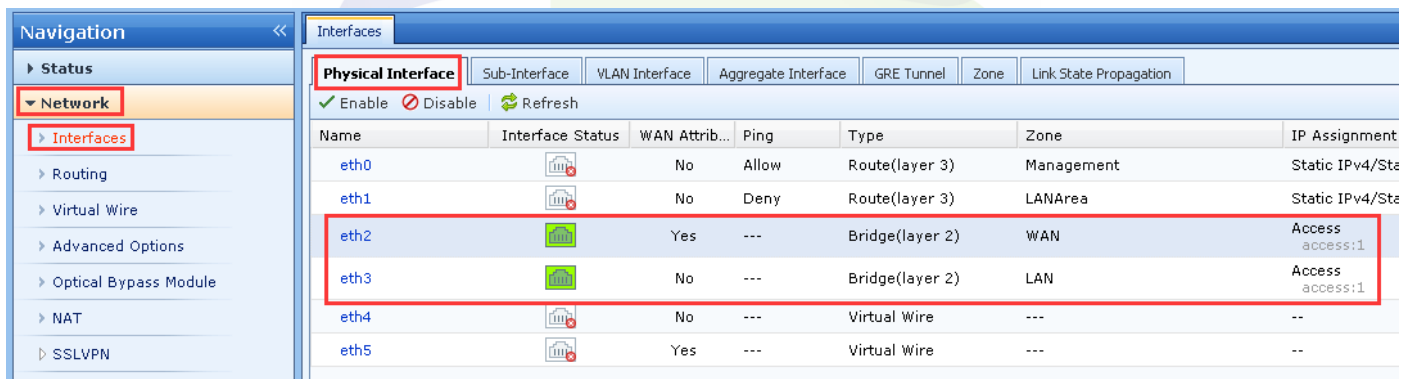 Navigation
Interfaces
Status
Physical Interface Sub-Interface VLAN Interface Aggregate Interface GRE Tunnel Zone Link State Propagation
Network
Enable Disable Refresh
Interfaces
Name Interface Status WAN Attrib... Ping Type Zone IP Assignment
eth0 No Allow Route(layer 3) Management Static IPv4/Sta
Routing
eth1 No Deny Route(layer 3) LANArea Static IPv4/Sta
Virtual Wire
eth2 Yes --- Bridge(layer 2) WAN Access
access:1
Advanced Options
eth3 No --- Bridge(layer 2) LAN Access
access:1
Optical Bypass Module
eth4 No --- Virtual Wire --- --
NAT
eth5 Yes --- Virtual Wire --- --
SSLVPN